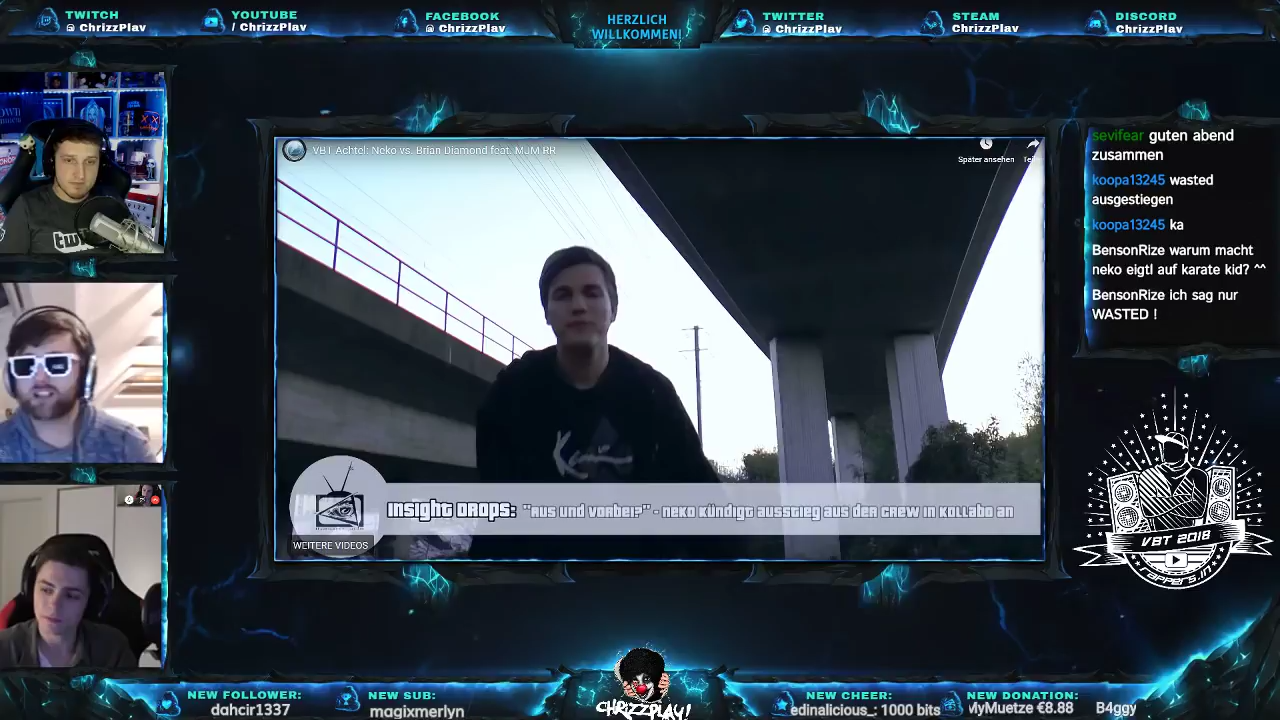 TWITCH
@ ChrizzPlay
YOUTUBE
/ ChrizzPlay
FACEBOOK
@ ChrizzPlay
HERZLICH
WILLKOMMEN!
TWITTER
@ ChrizzPlay
STEAM
ChrizzPlay
DISCORD
ChrizzPlay
VBT Achtel: Neko vs. Brian Diamond feat. MJM RR
Später ansehen
Teil
sevifear guten abend
zusammen
koopa13245 wasted
ausgestiegen
koopa13245 ka
BensonRize warum macht
neko eigtl auf karate kid? ^^
BensonRize ich sag nur
WASTED !
Insight Drops: "Aus und vorbei?" - Neko kündigt Ausstieg aus der Crew in Kollabo an
WEITERE VIDEOS
VBT 2018
rappers.in
CHRIZZPLAY!
NEW FOLLOWER:
dahcir1337
NEW SUB:
magixmerlyn
NEW CHEER:
edinalicious_: 1000 bits
NEW DONATION:
MyMuetze €8.88
B4ggy